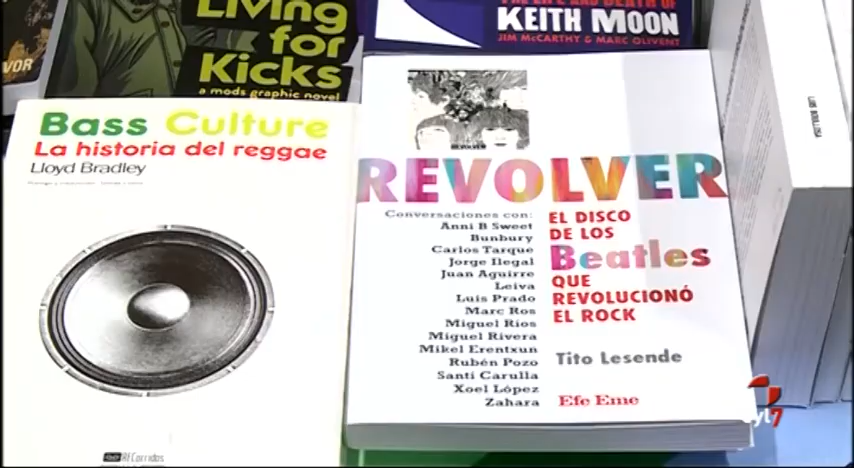 Living
for
Kicks
a mods graphic novel
KEITH MOON
JIM McCARTHY & MARC OLIVENT
VOR
Bass Culture
La historia del reggae
Lloyd Bradley
REVOLVER
Conversaciones con:
Anni B Sweet
Bunbury
Carlos Tarque
Jorge Ilegal
Juan Aguirre
Leiva
Luis Prado
Marc Ros
Miguel Ríos
Miguel Rivera
Mikel Erentxun
Rubén Pozo
Santi Carulla
Xoel López
Zahara
EL DISCO
DE LOS
Beatles
QUE
REVOLUCIONÓ
EL ROCK
Tito Lesende
Efe Eme
yl7